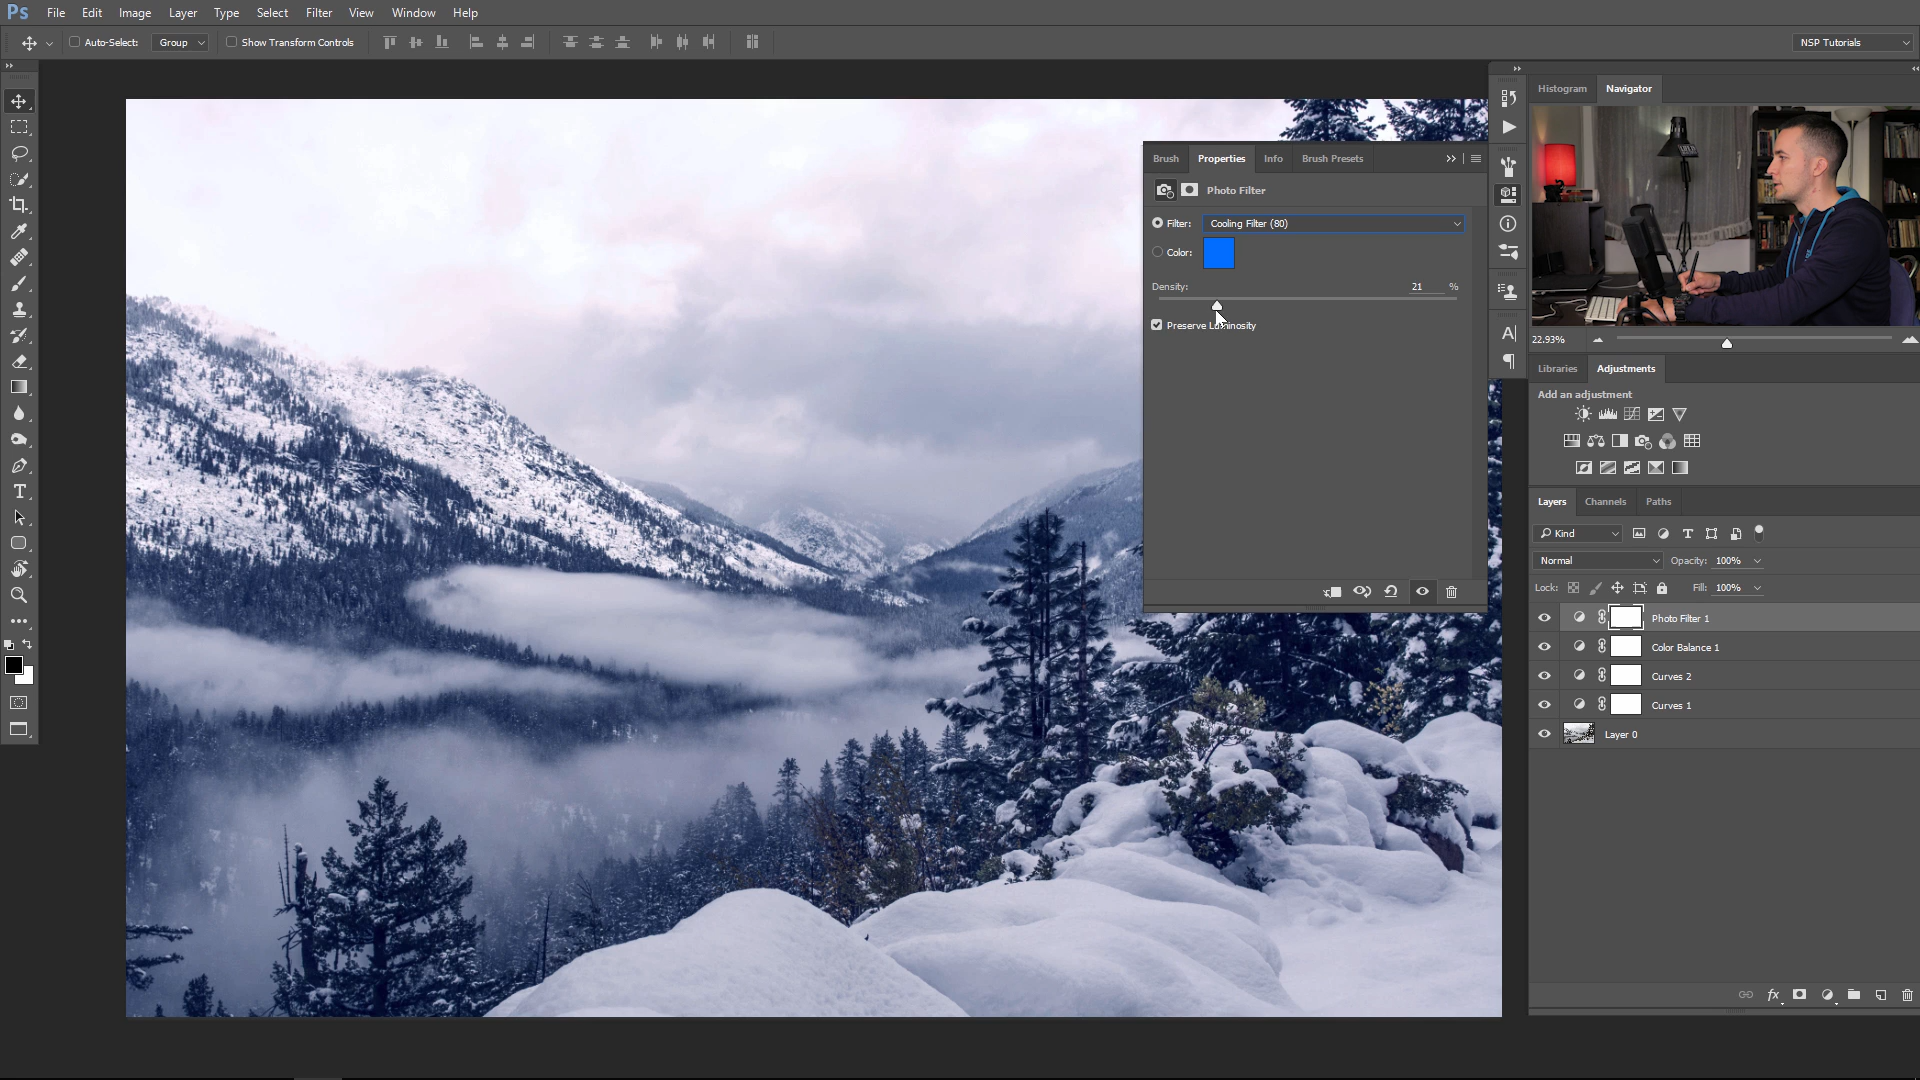 Ps File Edit Image Layer Type Select Filter View Window Help
Auto-Select: Group Show Transform Controls NSP Tutorials
Histogram Navigator
Brush Properties Info Brush Presets
Photo Filter
Filter: Cooling Filter (80)
Color:
Density: 21 %
Preserve Luminosity
22.93%
Libraries Adjustments
Add an adjustment
Layers Channels Paths
Kind
Normal Opacity: 100%
Lock: Fill: 100%
Photo Filter 1
Color Balance 1
Curves 2
Curves 1
Layer 0
fx